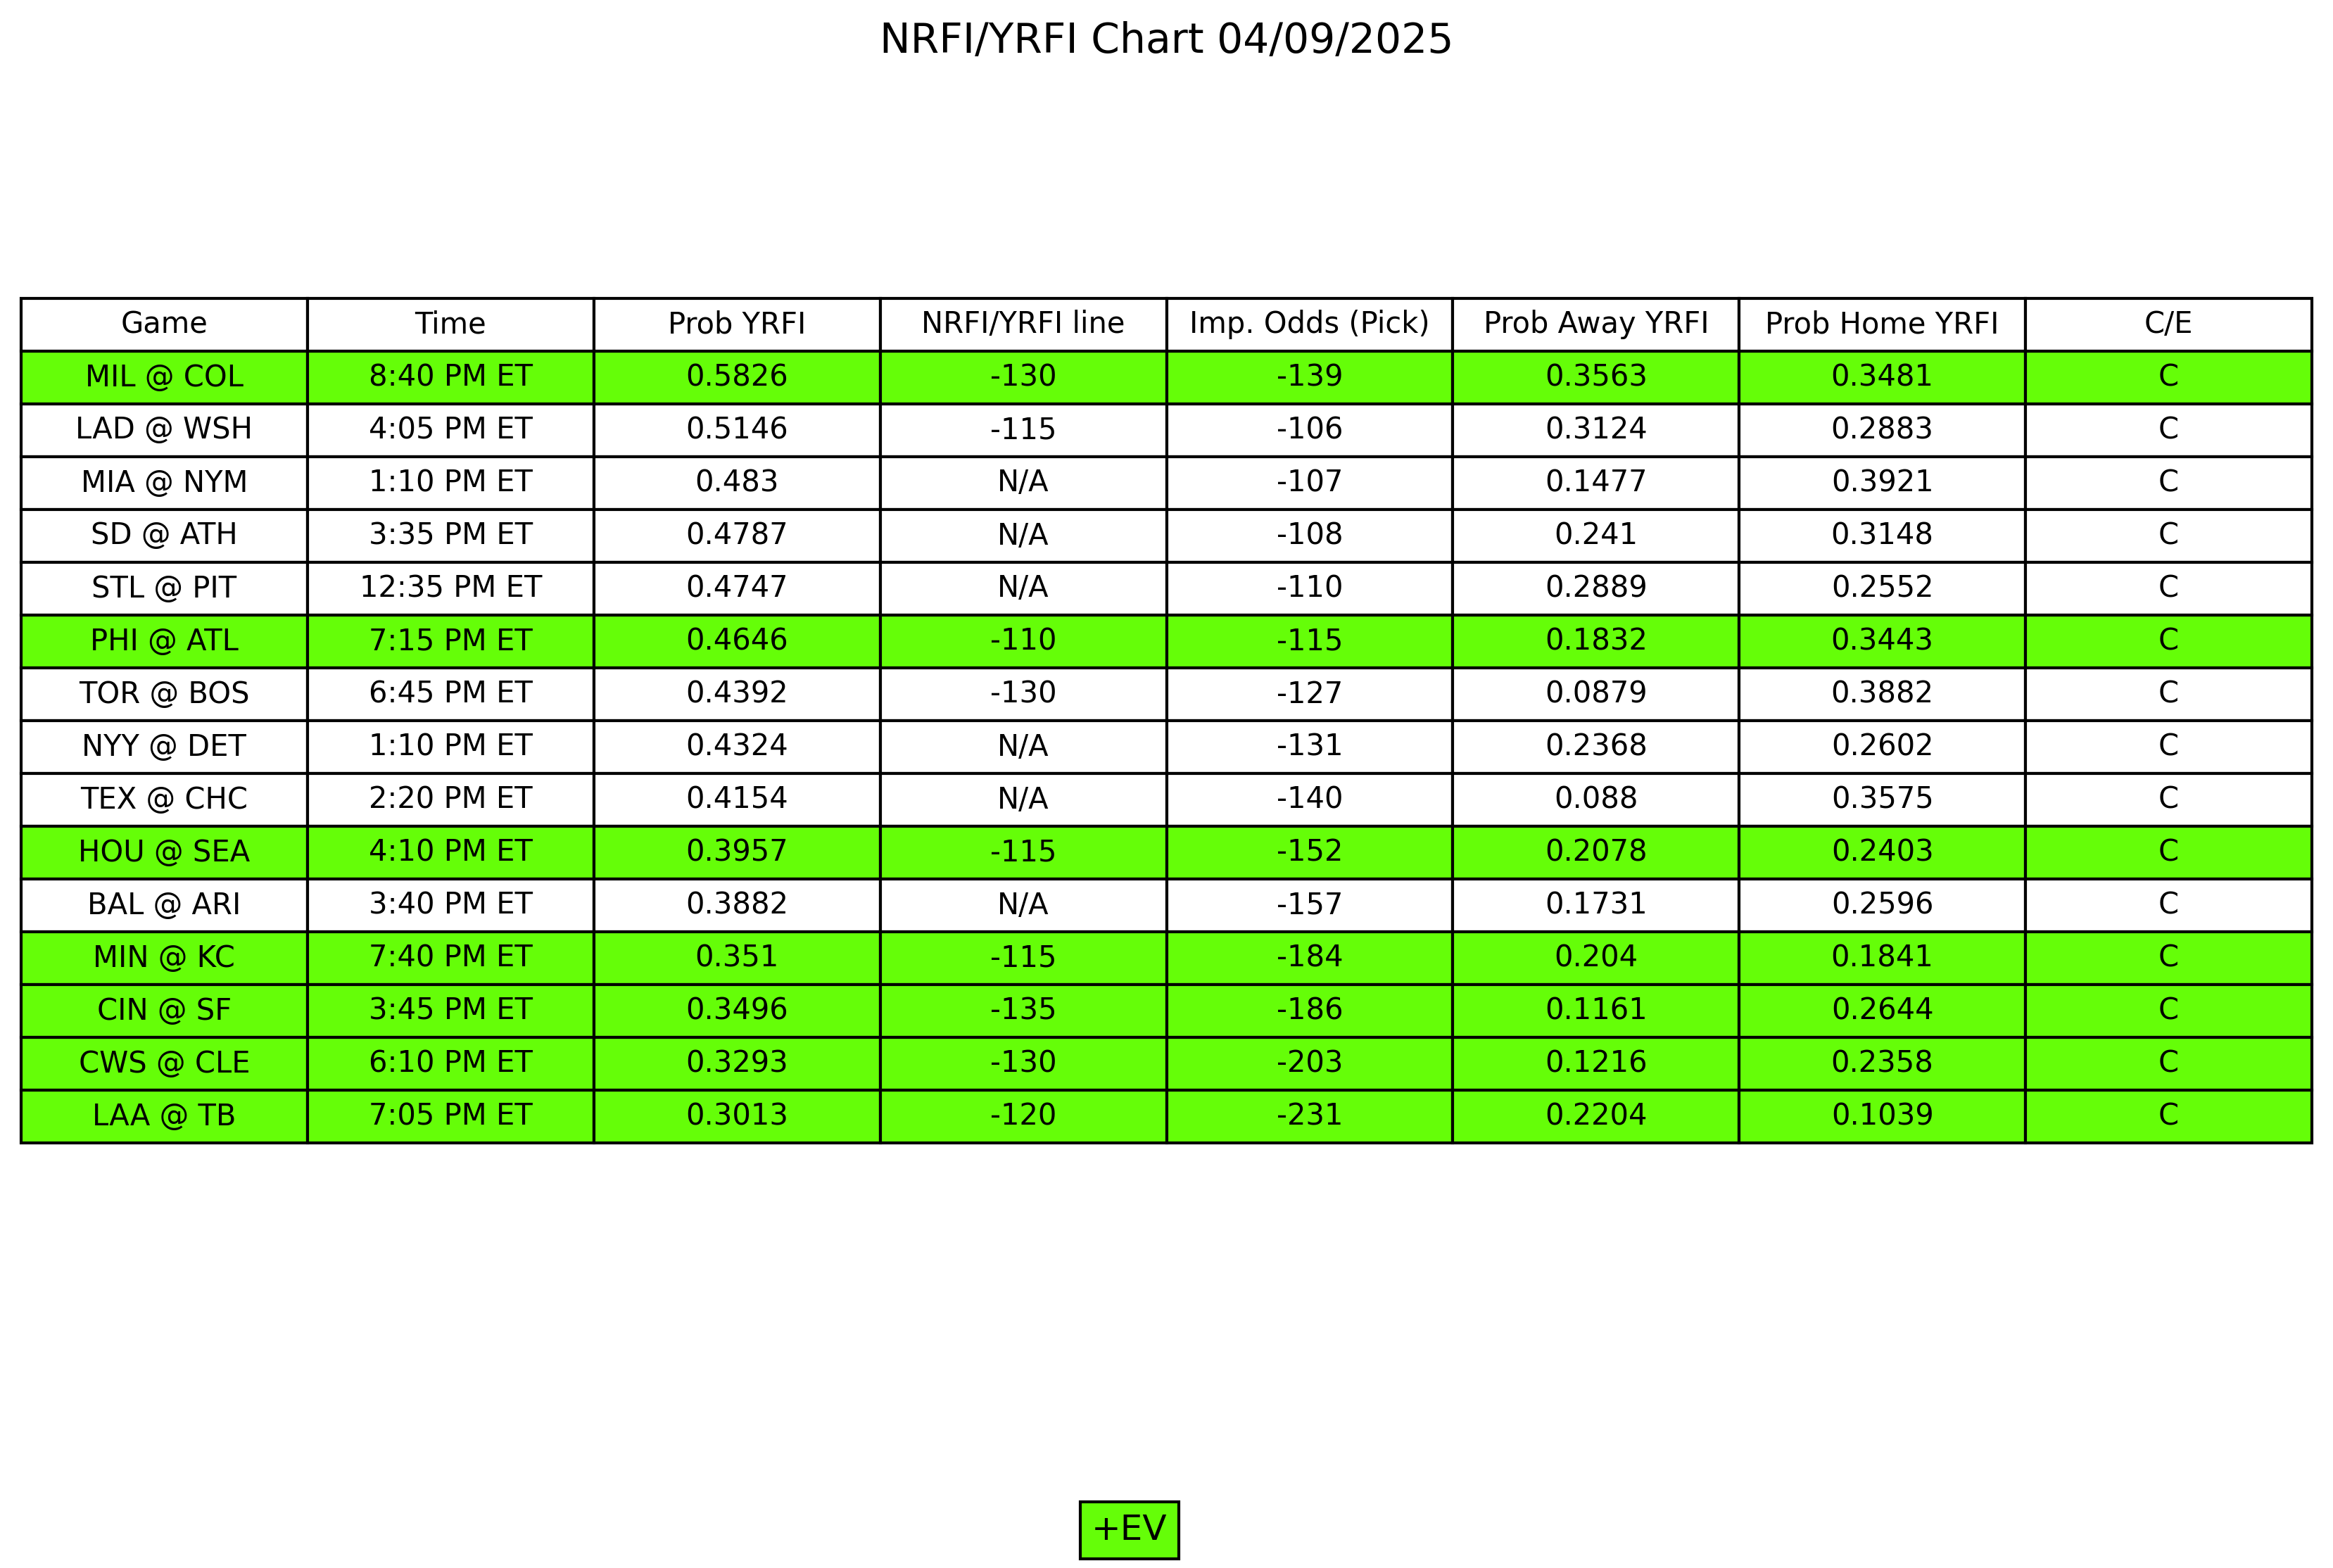 NRFI/YRFI Chart 04/09/2025
Game Time Prob YRFI NRFI/YRFI line Imp. Odds (Pick) Prob Away YRFI Prob Home YRFI C/E
MIL @ COL 8:40 PM ET 0.5826 -130 -139 0.3563 0.3481 C
LAD @ WSH 4:05 PM ET 0.5146 -115 -106 0.3124 0.2883 C
MIA @ NYM 1:10 PM ET 0.483 N/A -107 0.1477 0.3921 C
SD @ ATH 3:35 PM ET 0.4787 N/A -108 0.241 0.3148 C
STL @ PIT 12:35 PM ET 0.4747 N/A -110 0.2889 0.2552 C
PHI @ ATL 7:15 PM ET 0.4646 -110 -115 0.1832 0.3443 C
TOR @ BOS 6:45 PM ET 0.4392 -130 -127 0.0879 0.3882 C
NYY @ DET 1:10 PM ET 0.4324 N/A -131 0.2368 0.2602 C
TEX @ CHC 2:20 PM ET 0.4154 N/A -140 0.088 0.3575 C
HOU @ SEA 4:10 PM ET 0.3957 -115 -152 0.2078 0.2403 C
BAL @ ARI 3:40 PM ET 0.3882 N/A -157 0.1731 0.2596 C
MIN @ KC 7:40 PM ET 0.351 -115 -184 0.204 0.1841 C
CIN @ SF 3:45 PM ET 0.3496 -135 -186 0.1161 0.2644 C
CWS @ CLE 6:10 PM ET 0.3293 -130 -203 0.1216 0.2358 C
LAA @ TB 7:05 PM ET 0.3013 -120 -231 0.2204 0.1039 C
+EV